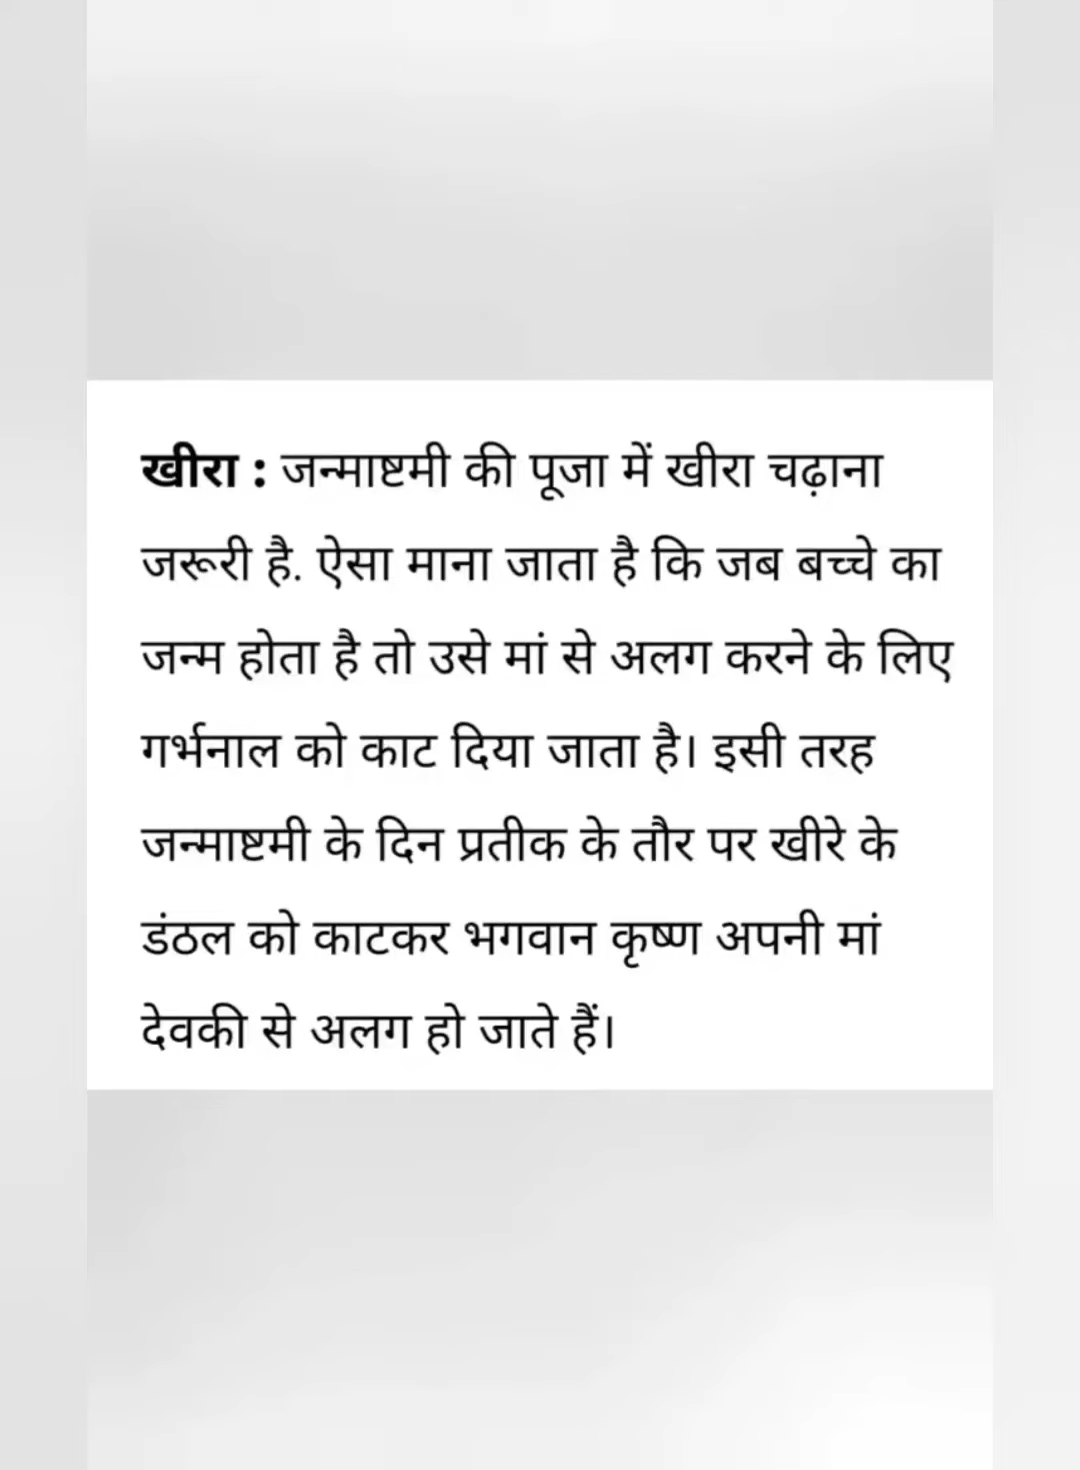 खीरा : जन्माष्टमी की पूजा में खीरा चढ़ाना
जरूरी है. ऐसा माना जाता है कि जब बच्चे का
जन्म होता है तो उसे मां से अलग करने के लिए
गर्भनाल को काट दिया जाता है। इसी तरह
जन्माष्टमी के दिन प्रतीक के तौर पर खीरे के
डंठल को काटकर भगवान कृष्ण अपनी मां
देवकी से अलग हो जाते हैं।